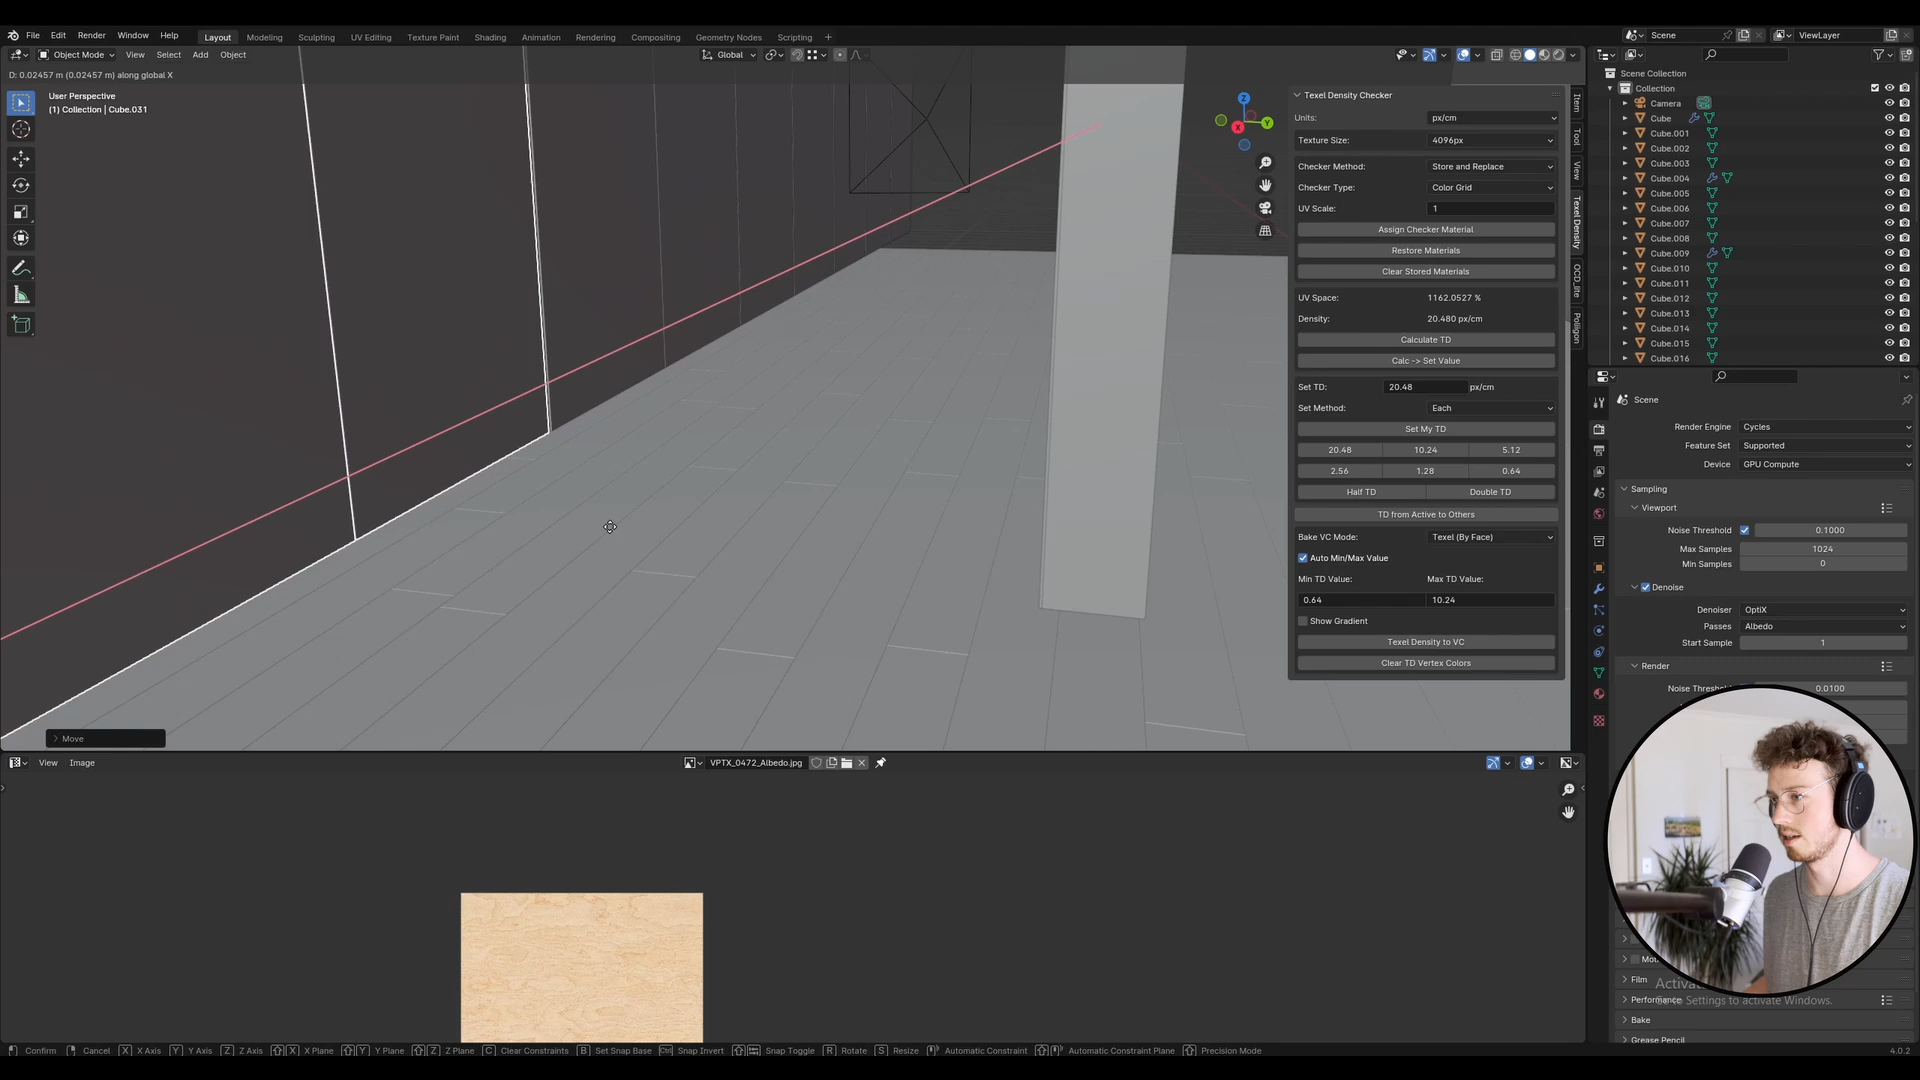 File Edit Render Window Help Layout Modeling Sculpting UV Editing Texture Paint Shading Animation Rendering Compositing Geometry Nodes Scripting + Scene ViewLayer
Object Mode View Select Add Object Global
D: 0.02457 m (0.02457 m) along global X
User Perspective
(1) Collection | Cube.031
Z
Y
X
Move
Texel Density Checker
Units: px/cm
Texture Size: 4096px
Checker Method: Store and Replace
Checker Type: Color Grid
UV Scale: 1
Assign Checker Material
Restore Materials
Clear Stored Materials
UV Space: 1162.0527 %
Density: 20.480 px/cm
Calculate TD
Calc -> Set Value
Set TD: 20.48 px/cm
Set Method: Each
Set My TD
20.48 10.24 5.12
2.56 1.28 0.64
Half TD Double TD
TD from Active to Others
Bake VC Mode: Texel (By Face)
Auto Min/Max Value
Min TD Value: Max TD Value:
0.64 10.24
Show Gradient
Texel Density to VC
Clear TD Vertex Colors
Item
Tool
View
Texel Density
OCD_lite
Poliigon
Scene Collection
Collection
Camera
Cube
Cube.001
Cube.002
Cube.003
Cube.004
Cube.005
Cube.006
Cube.007
Cube.008
Cube.009
Cube.010
Cube.011
Cube.012
Cube.013
Cube.014
Cube.015
Cube.016
Scene
Render Engine Cycles
Feature Set Supported
Device GPU Compute
Sampling
Viewport
Noise Threshold 0.1000
Max Samples 1024
Min Samples 0
Denoise
Denoiser OptiX
Passes Albedo
Start Sample 1
Render
0.0100
Film
Performance
Bake
Grease Pencil
Go to Settings to activate Windows.
View Image VPTX_0472_Albedo.jpg
Confirm Cancel X X Axis Y Y Axis Z Z Axis X X Plane Y Y Plane Z Z Plane C Clear Constraints B Set Snap Base Ctrl Snap Invert Snap Toggle R Rotate S Resize Automatic Constraint Automatic Constraint Plane Precision Mode 4.0.2